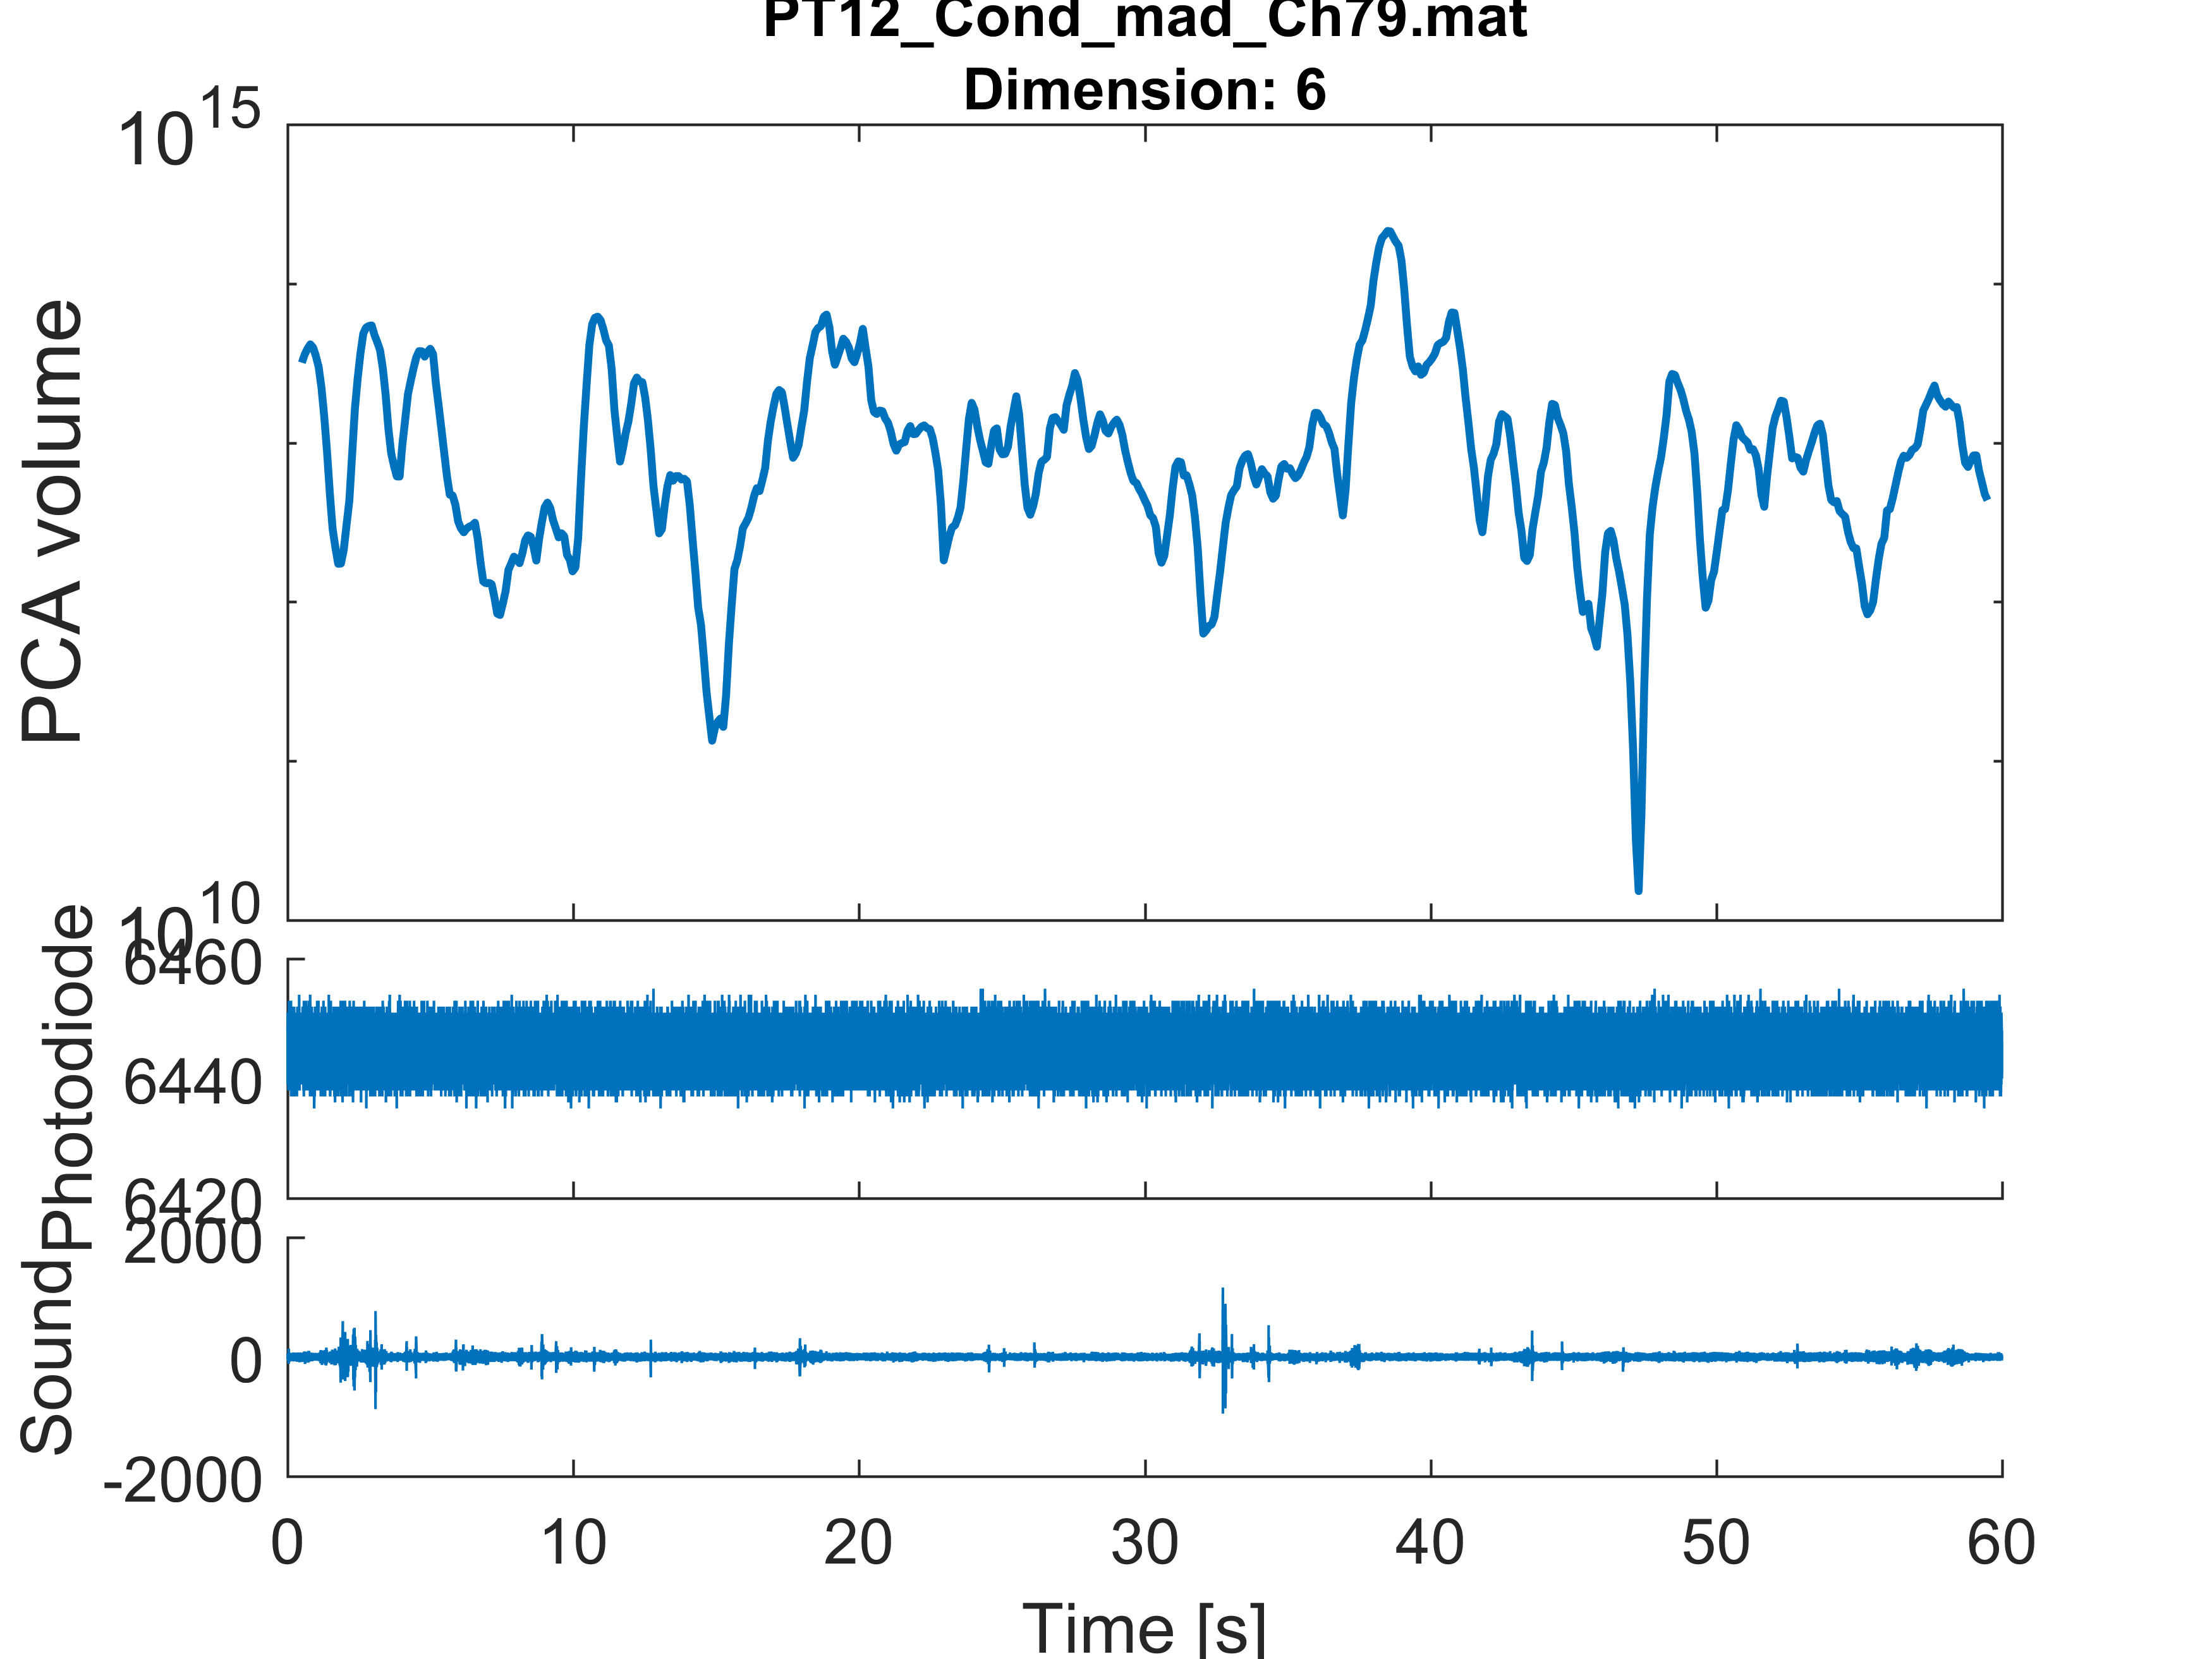 PT12_Cond_mad_Ch79.mat
Dimension: 6
10^15
PCA volume
10^10
6460
Photodiode
6440
6420
2000
Sound
0
-2000
0 10 20 30 40 50 60
Time [s]